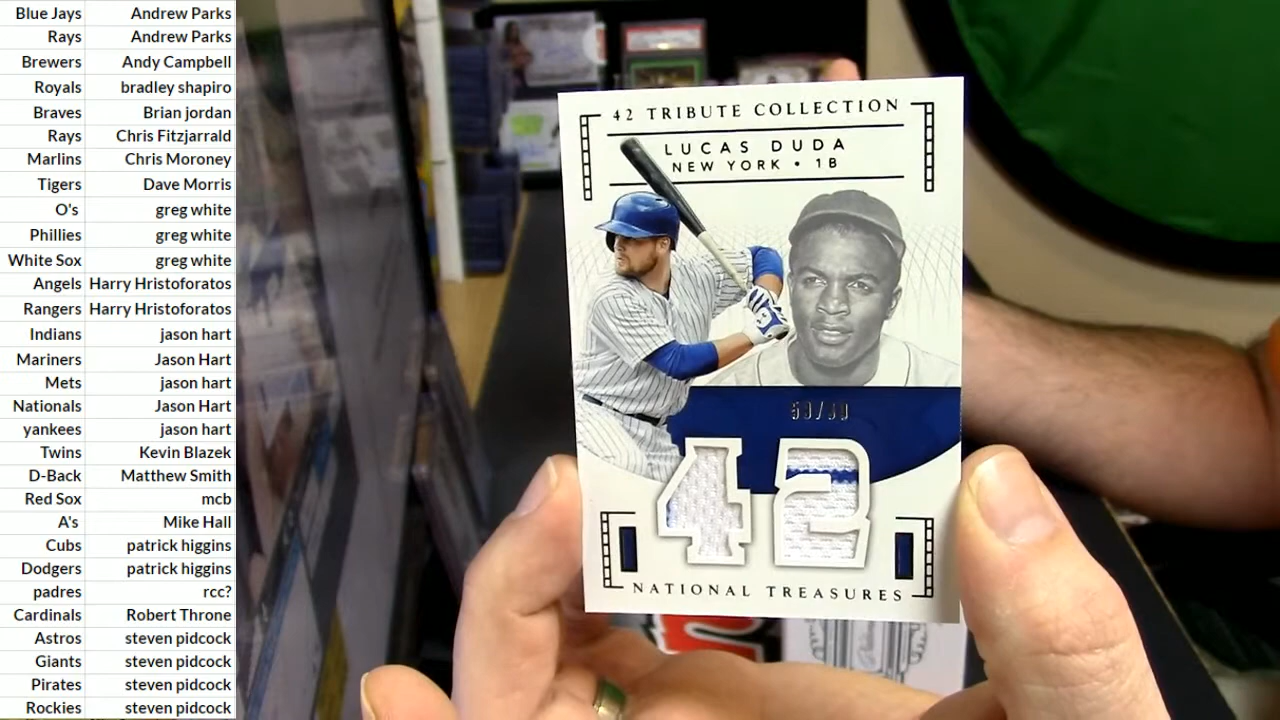 Blue Jays Andrew Parks
Rays Andrew Parks
Brewers Andy Campbell
Royals bradley shapiro
Braves Brian jordan
Rays Chris Fitzjarrald
Marlins Chris Moroney
Tigers Dave Morris
O's greg white
Phillies greg white
White Sox greg white
Angels Harry Hristoforatos
Rangers Harry Hristoforatos
Indians jason hart
Mariners Jason Hart
Mets jason hart
Nationals Jason Hart
yankees jason hart
Twins Kevin Blazek
D-Back Matthew Smith
Red Sox mcb
A's Mike Hall
Cubs patrick higgins
Dodgers patrick higgins
padres rcc?
Cardinals Robert Throne
Astros steven pidcock
Giants steven pidcock
Pirates steven pidcock
Rockies steven pidcock
42 TRIBUTE COLLECTION
LUCAS DUDA
NEW YORK • 1B
42
NATIONAL TREASURES